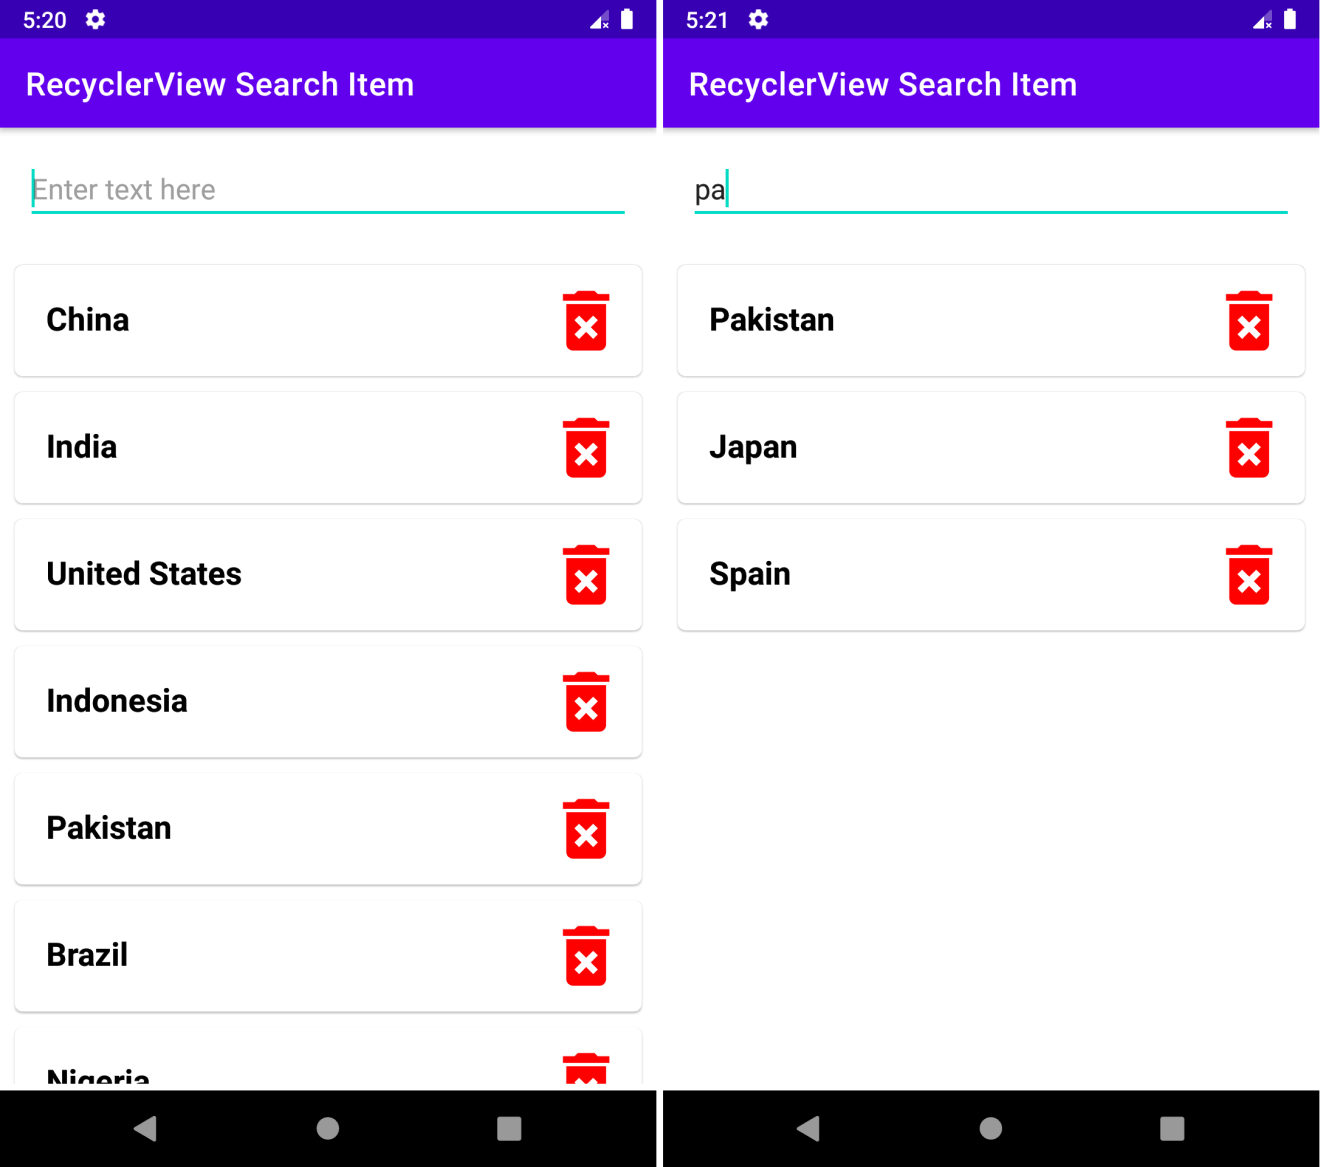 5:20
RecyclerView Search Item
Enter text here
China
India
United States
Indonesia
Pakistan
Brazil
Nigeria
5:21
RecyclerView Search Item
pa
Pakistan
Japan
Spain